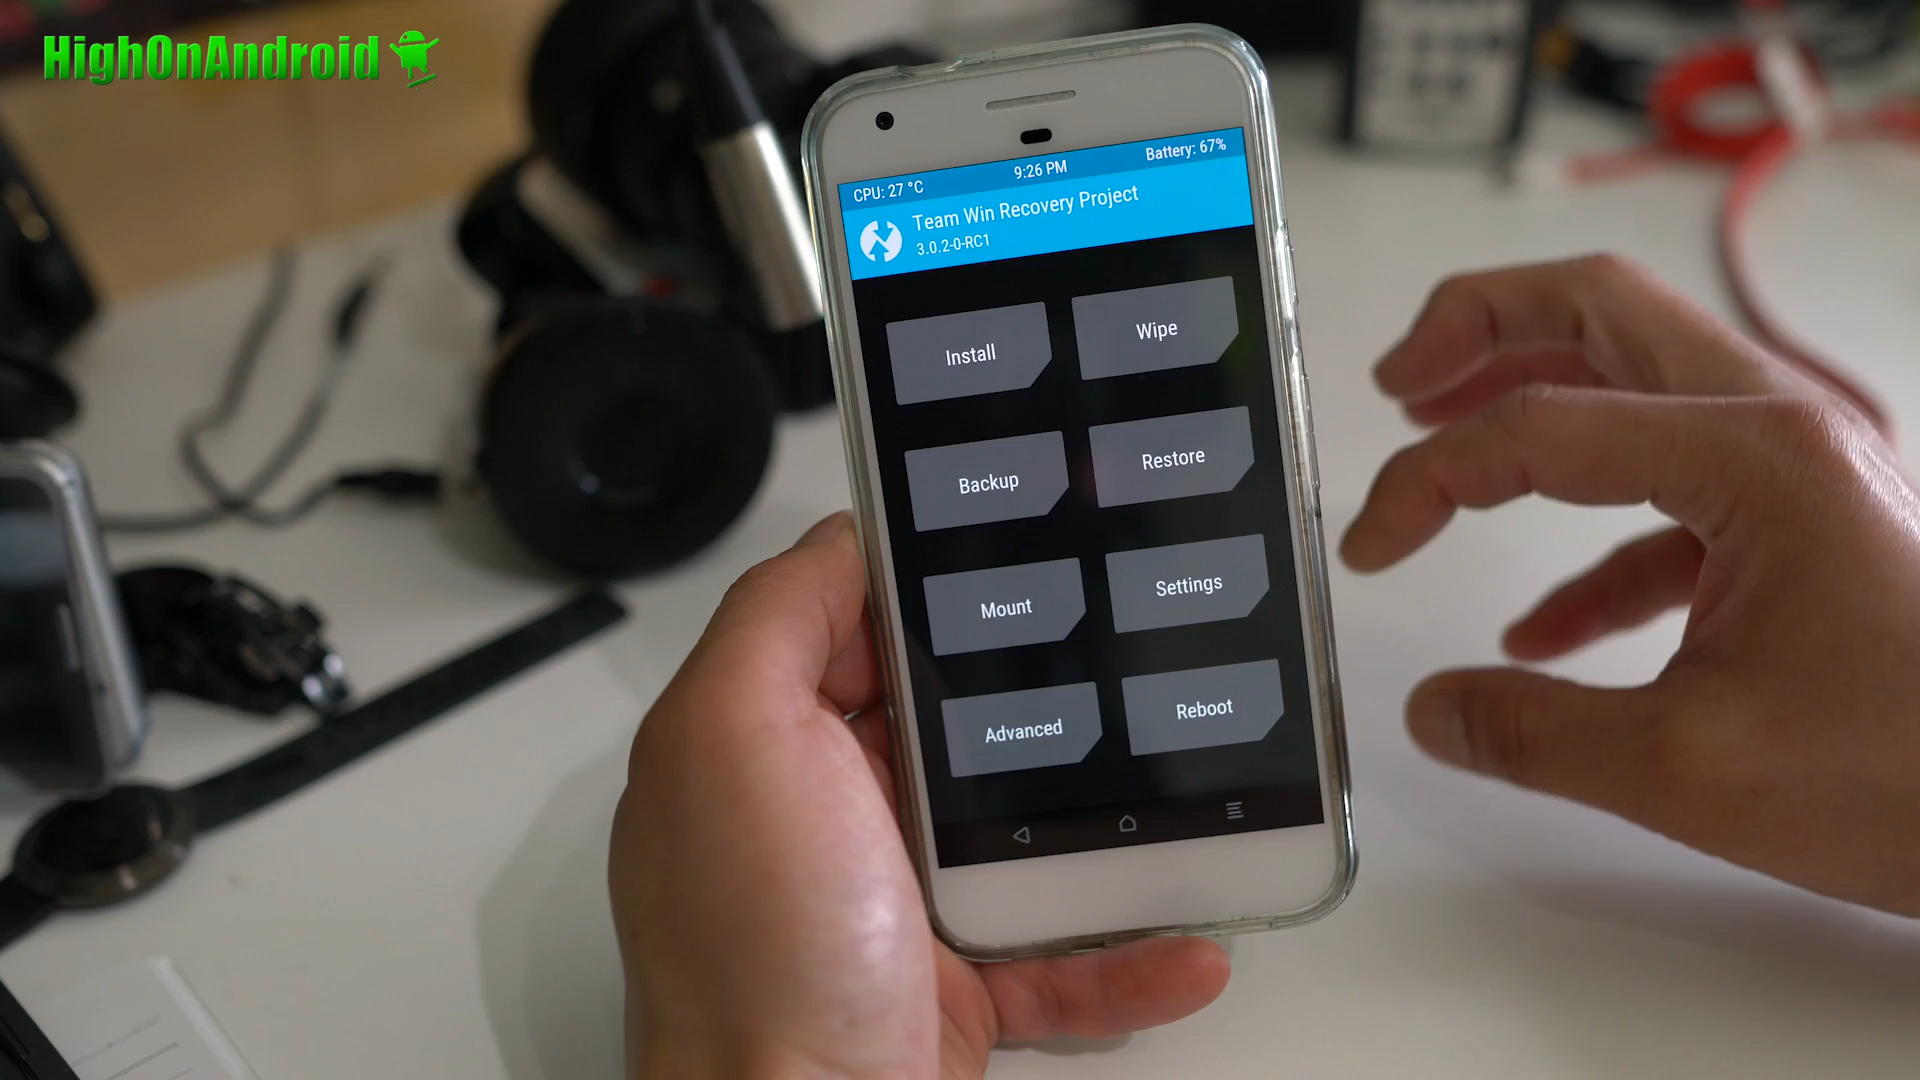 HighOnAndroid
CPU: 27 °C
9:26 PM
Battery: 67%
Team Win Recovery Project
3.0.2-0-RC1
Install
Wipe
Backup
Restore
Mount
Settings
Advanced
Reboot